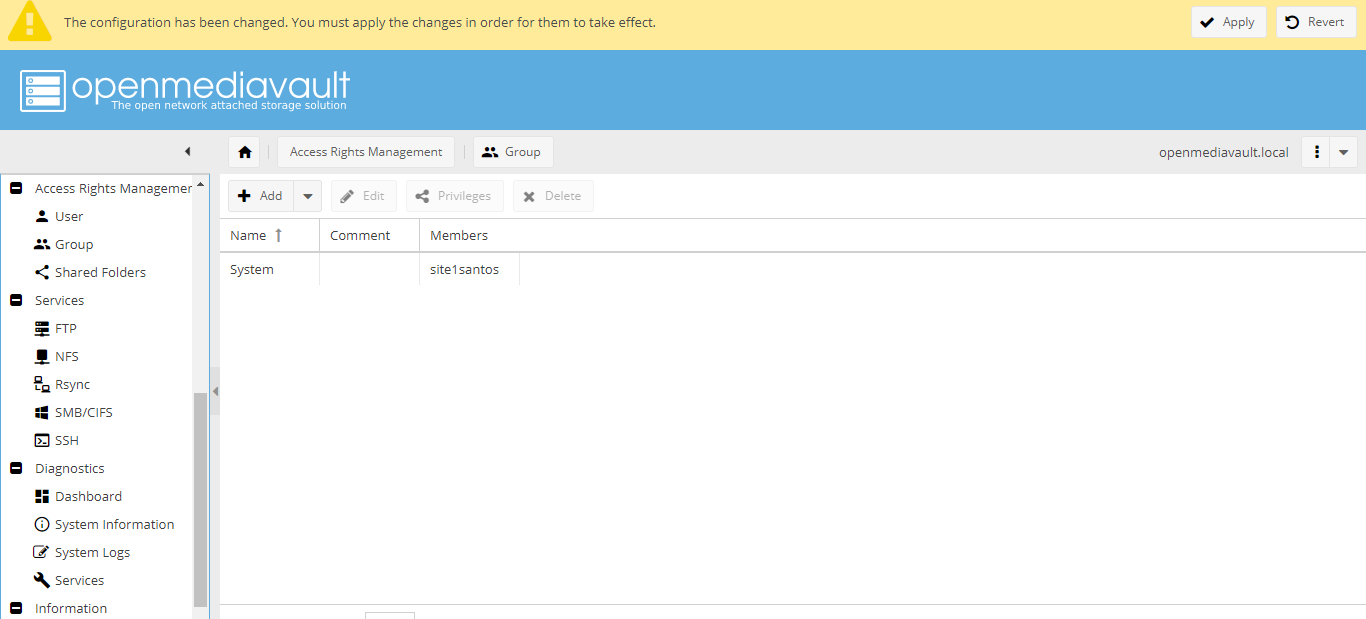 The configuration has been changed. You must apply the changes in order for them to take effect.
Apply
Revert
openmediavault
The open network attached storage solution
Access Rights Management
Group
openmediavault.local
Access Rights Managemer
User
Group
Shared Folders
Services
FTP
NFS
Rsync
SMB/CIFS
SSH
Diagnostics
Dashboard
System Information
System Logs
Services
Information
Add
Edit
Privileges
Delete
Name
Comment
Members
System
site1santos